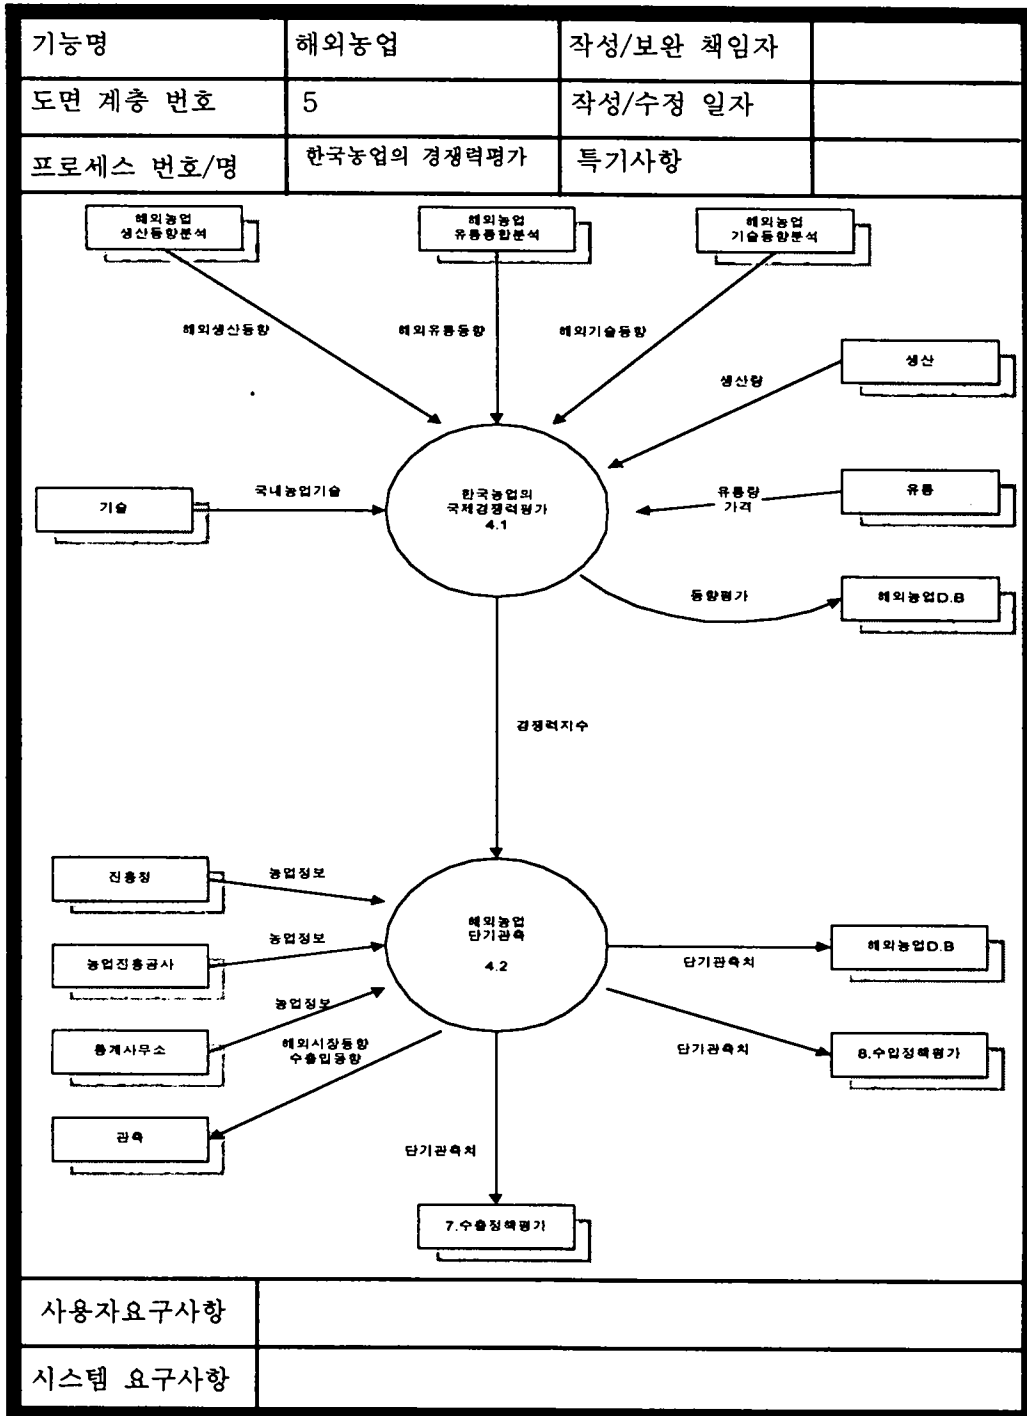 기능명 해외농업 작성/보완 책임자
도면 계층 번호 5 작성/수정 일자
프로세스 번호/명 한국농업의 경쟁력평가 특기사항
해외농업
생산동향분석
해외농업
유통통합분석
해외농업
기술동향분석
해외생산동향
해외유통동향
해외기술동향
생산량
생산
기술
국내농업기술
한국농업의
국제경쟁력평가
4.1
유통량
가격
유통
동향평가
해외농업D.B
경쟁력지수
진흥청
농업정보
농업진흥공사
농업정보
통계사무소
농업정보
해외시장동향
수출입동향
관측
해외농업
단기관측
4.2
단기관측치
해외농업D.B
단기관측치
8.수입정책평가
단기관측치
7.수출정책평가
사용자요구사항
시스템 요구사항